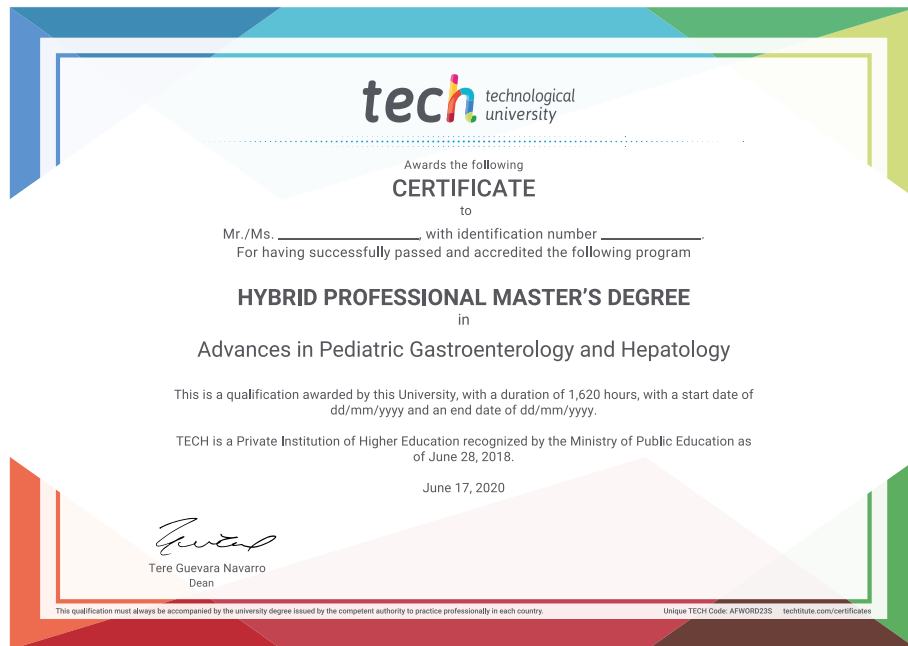 tech technological
university
Awards the following
CERTIFICATE
to
Mr./Ms. ____________, with identification number ____________.
For having successfully passed and accredited the following program
HYBRID PROFESSIONAL MASTER'S DEGREE
in
Advances in Pediatric Gastroenterology and Hepatology
This is a qualification awarded by this University, with a duration of 1,620 hours, with a start date of
dd/mm/yyyy and an end date of dd/mm/yyyy.
TECH is a Private Institution of Higher Education recognized by the Ministry of Public Education as
of June 28, 2018.
June 17, 2020
Tere Guevara Navarro
Dean
This qualification must always be accompanied by the university degree issued by the competent authority to practice professionally in each country. Unique TECH Code: AFWORD23S techtitute.com/certificates